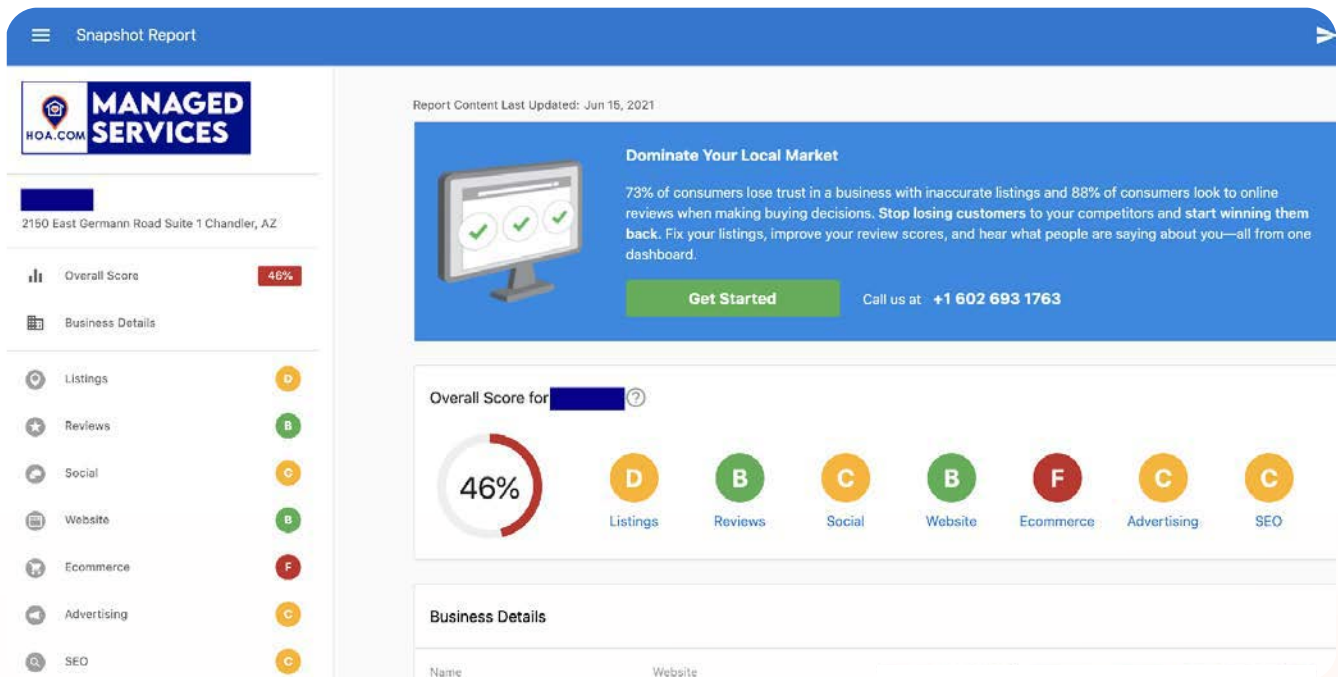 Snapshot Report
HOA.COM
MANAGED
SERVICES
2150 East Germann Road Suite 1 Chandler, AZ
Overall Score 46%
Business Details
Listings D
Reviews B
Social C
Website B
Ecommerce F
Advertising C
SEO C
Report Content Last Updated: Jun 15, 2021
Dominate Your Local Market
73% of consumers lose trust in a business with inaccurate listings and 88% of consumers look to online
reviews when making buying decisions. Stop losing customers to your competitors and start winning them
back. Fix your listings, improve your review scores, and hear what people are saying about you—all from one
dashboard.
Get Started Call us at +1 602 693 1763
Overall Score for ?
46% D B C B F C C
Listings Reviews Social Website Ecommerce Advertising SEO
Business Details
Name Website